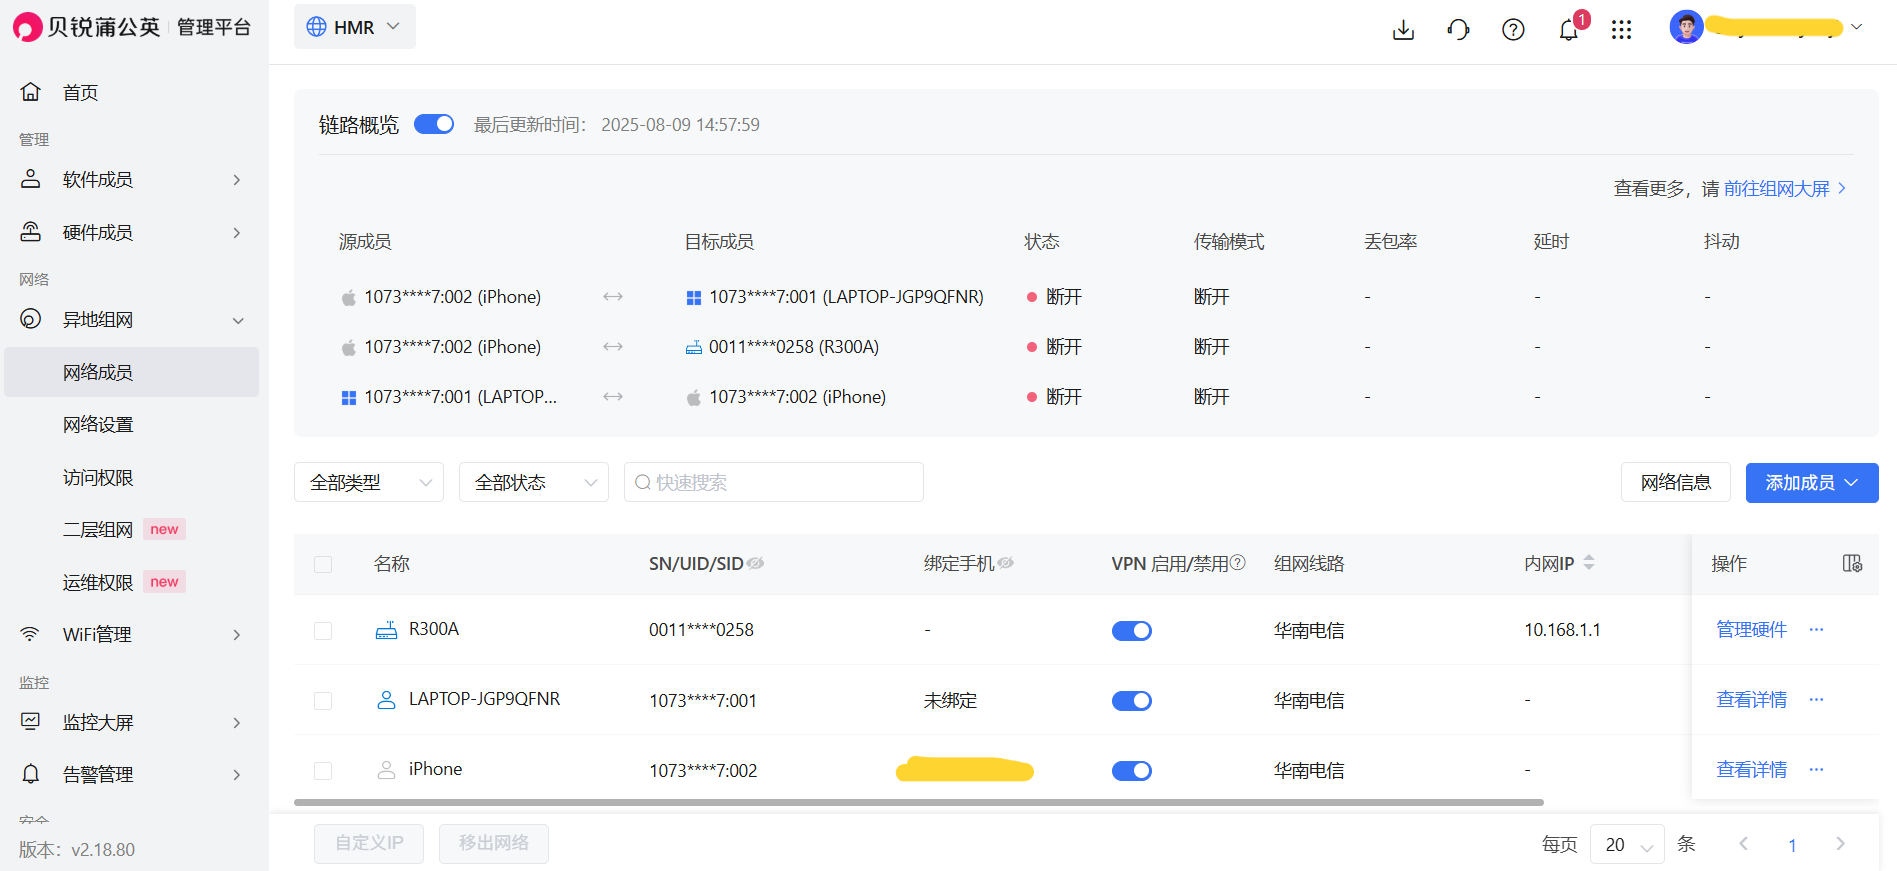 贝锐蒲公英 管理平台
HMR
1
首页
管理
软件成员
硬件成员
网络
异地组网
网络成员
网络设置
访问权限
二层组网 new
运维权限 new
WiFi管理
监控
监控大屏
告警管理
安全
版本：v2.18.80
链路概览 最后更新时间： 2025-08-09 14:57:59
查看更多，请 前往组网大屏
源成员 目标成员 状态 传输模式 丢包率 延时 抖动
1073****7:002 (iPhone) 1073****7:001 (LAPTOP-JGP9QFNR) 断开 断开 - - -
1073****7:002 (iPhone) 0011****0258 (R300A) 断开 断开 - - -
1073****7:001 (LAPTOP... 1073****7:002 (iPhone) 断开 断开 - - -
全部类型 全部状态 快速搜索 网络信息 添加成员
名称 SN/UID/SID 绑定手机 VPN 启用/禁用 组网线路 内网IP 操作
R300A 0011****0258 - 华南电信 10.168.1.1 管理硬件 ...
LAPTOP-JGP9QFNR 1073****7:001 未绑定 华南电信 - 查看详情 ...
iPhone 1073****7:002 华南电信 - 查看详情 ...
自定义IP 移出网络 每页 20 条 1